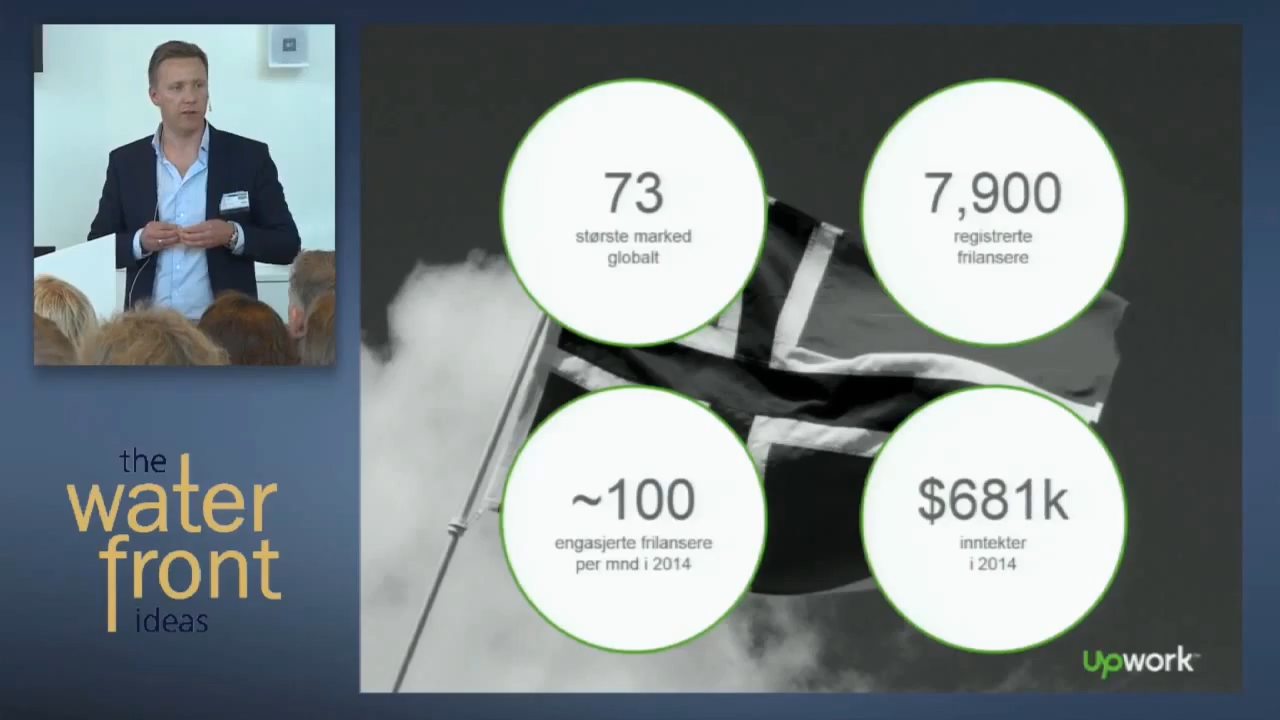 73
største marked
globalt
7,900
registrerte
frilansere
~100
engasjerte frilansere
per mnd i 2014
$681k
inntekter
i 2014
the
water
front
ideas
Upwork